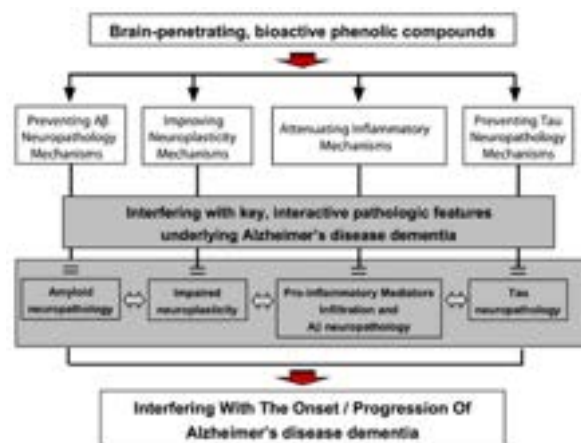 Brain-penetrating, bioactive phenolic compounds
Preventing Aβ
Neuropathology
Mechanisms
Improving
Neuroplasticity
Mechanisms
Attenuating Inflammatory
Mechanisms
Preventing Tau
Neuropathology
Mechanisms
Interfering with key, interactive pathologic features
underlying Alzheimer's disease dementia
Amyloid
neuropathology
Impaired
neuroplasticity
Pro-inflammatory Mediators
Infiltration and
neuropathology
Tau
neuropathology
Interfering With The Onset / Progression Of
Alzheimer's disease dementia